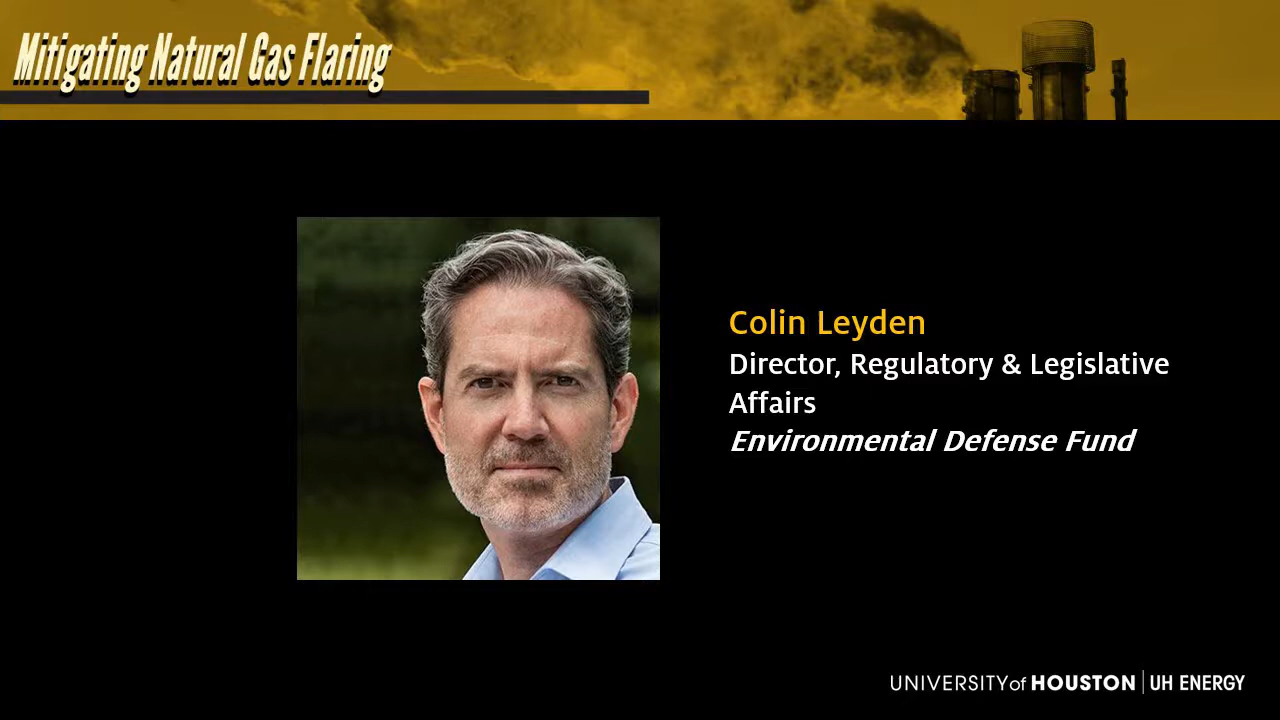 Mitigating Natural Gas Flaring
Colin Leyden
Director, Regulatory & Legislative
Affairs
Environmental Defense Fund
UNIVERSITY of HOUSTON | UH ENERGY